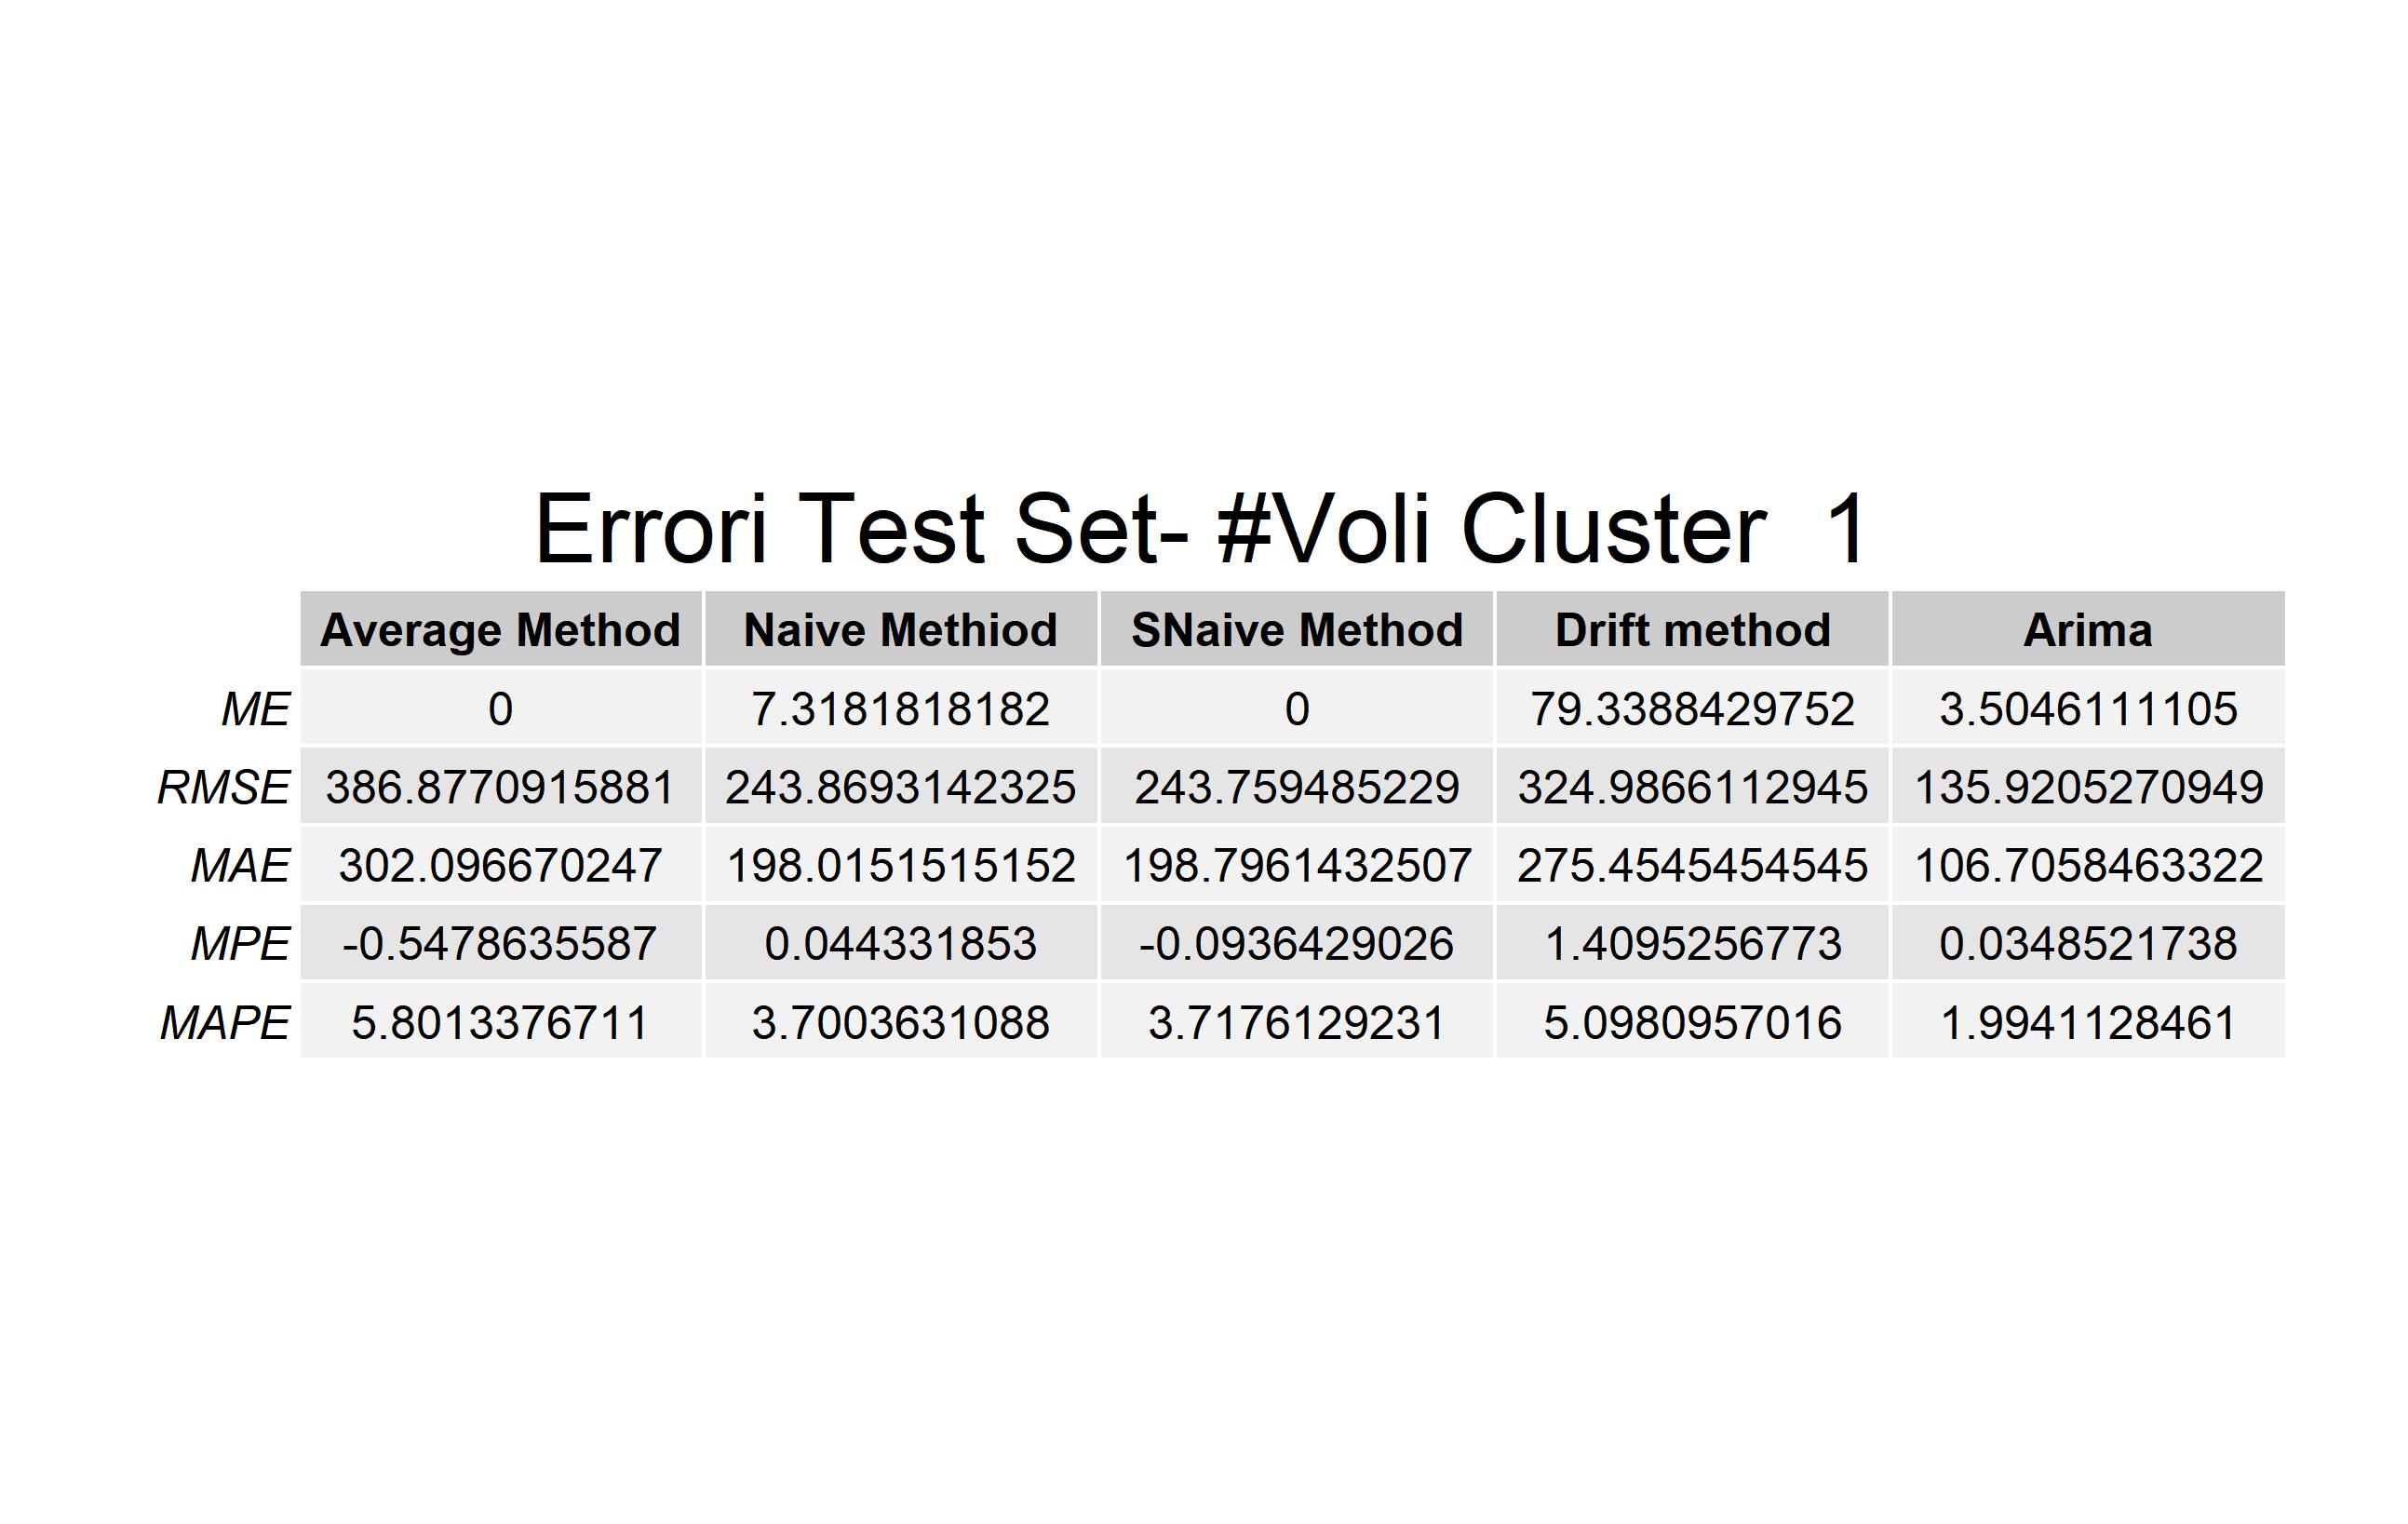 Errori Test Set- #Voli Cluster  1
Average Method Naive Methiod SNaive Method Drift method Arima
ME 0 7.3181818182 0 79.3388429752 3.5046111105
RMSE 386.8770915881 243.8693142325 243.759485229 324.9866112945 135.9205270949
MAE 302.096670247 198.0151515152 198.7961432507 275.4545454545 106.7058463322
MPE -0.5478635587 0.044331853 -0.0936429026 1.4095256773 0.0348521738
MAPE 5.8013376711 3.7003631088 3.7176129231 5.0980957016 1.9941128461